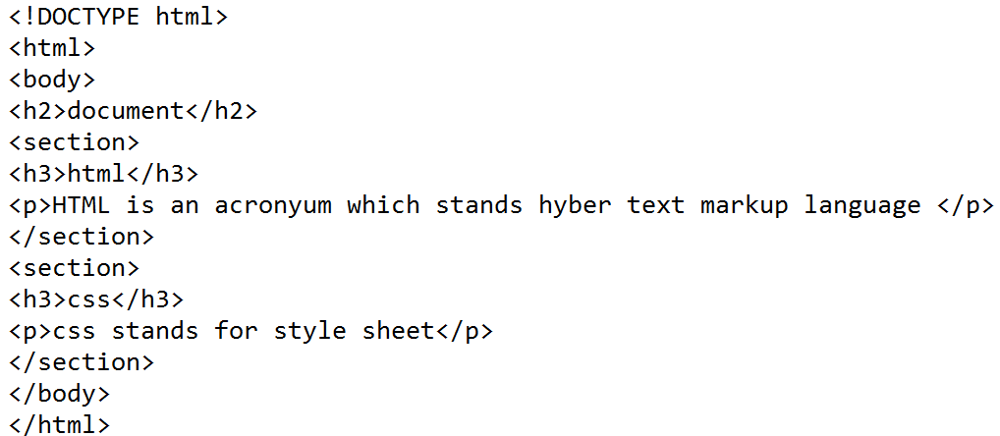 <!DOCTYPE html>
<html>
<body>
<h2>document</h2>
<section>
<h3>html</h3>
<p>HTML is an acronyum which stands hyber text markup language </p>
</section>
<section>
<h3>css</h3>
<p>css stands for style sheet</p>
</section>
</body>
</html>